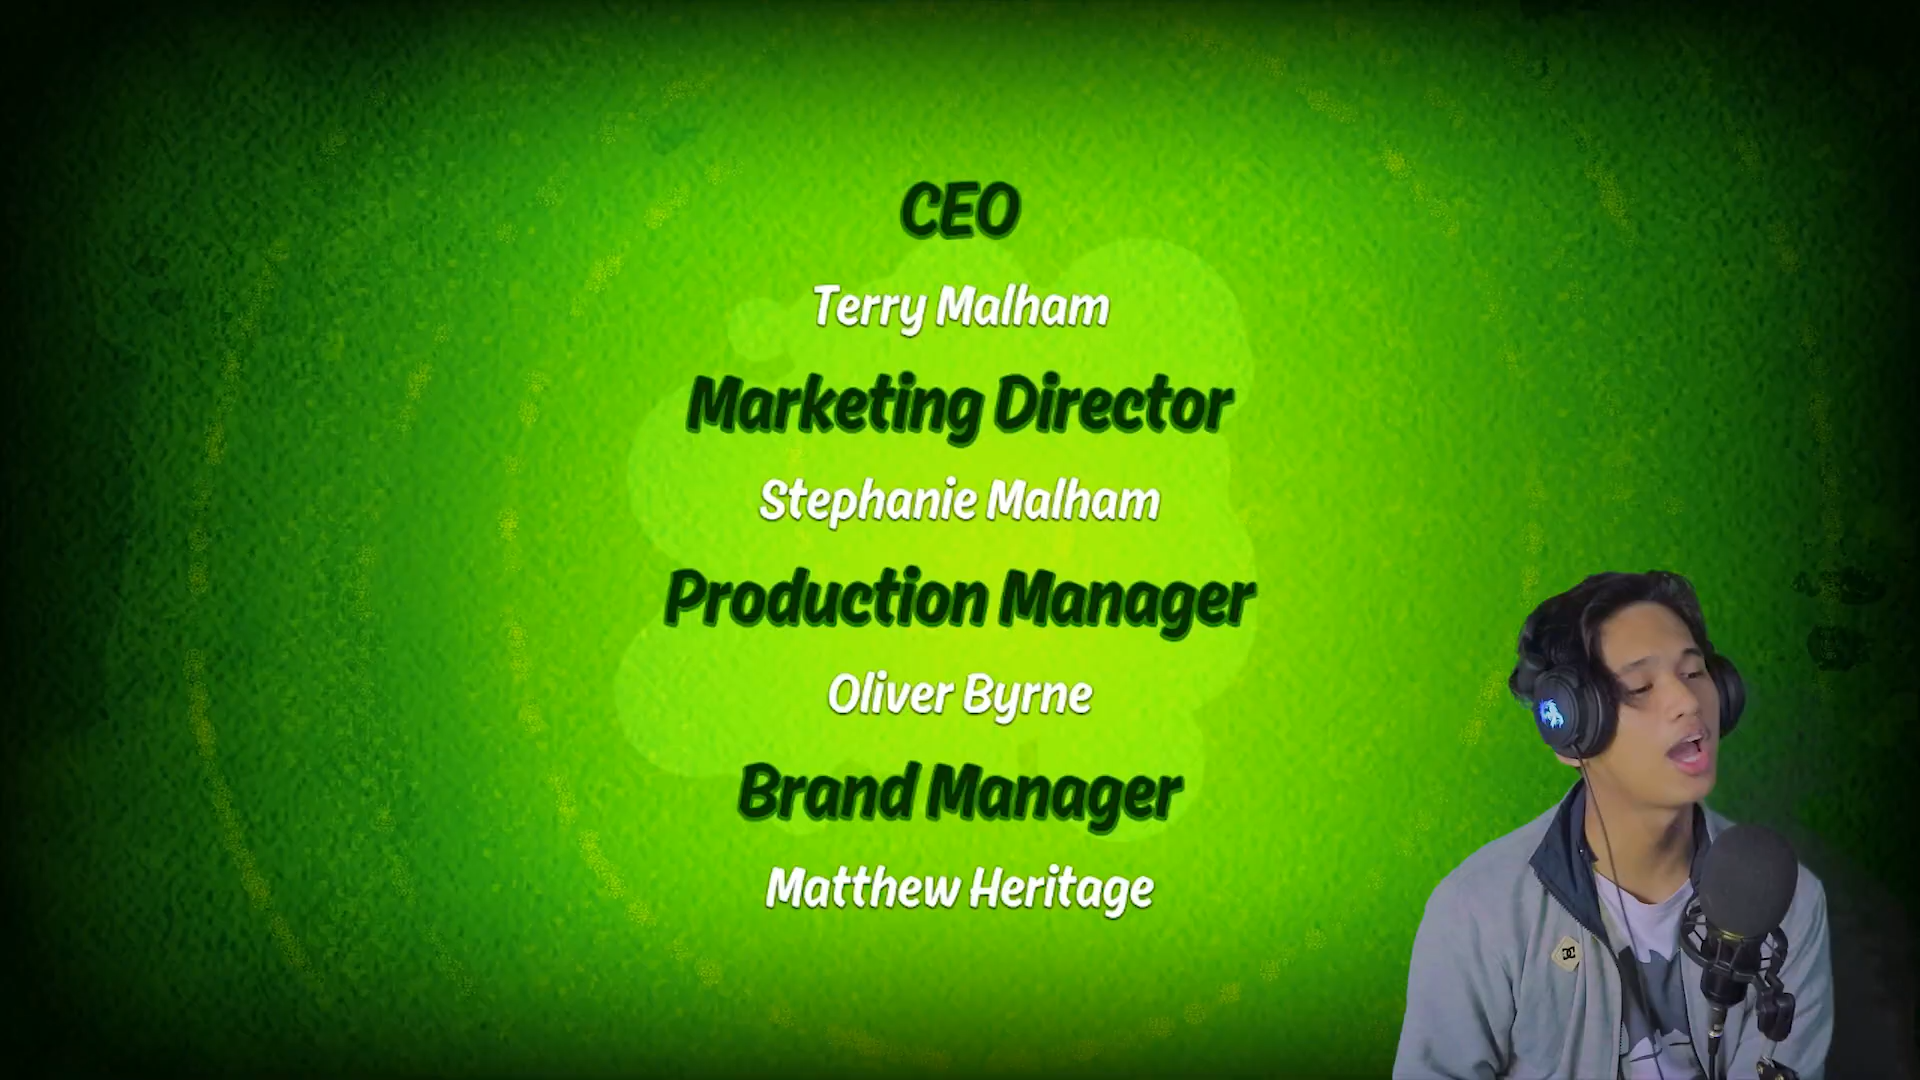 CEO
Terry Malham
Marketing Director
Stephanie Malham
Production Manager
Oliver Byrne
Brand Manager
Matthew Heritage